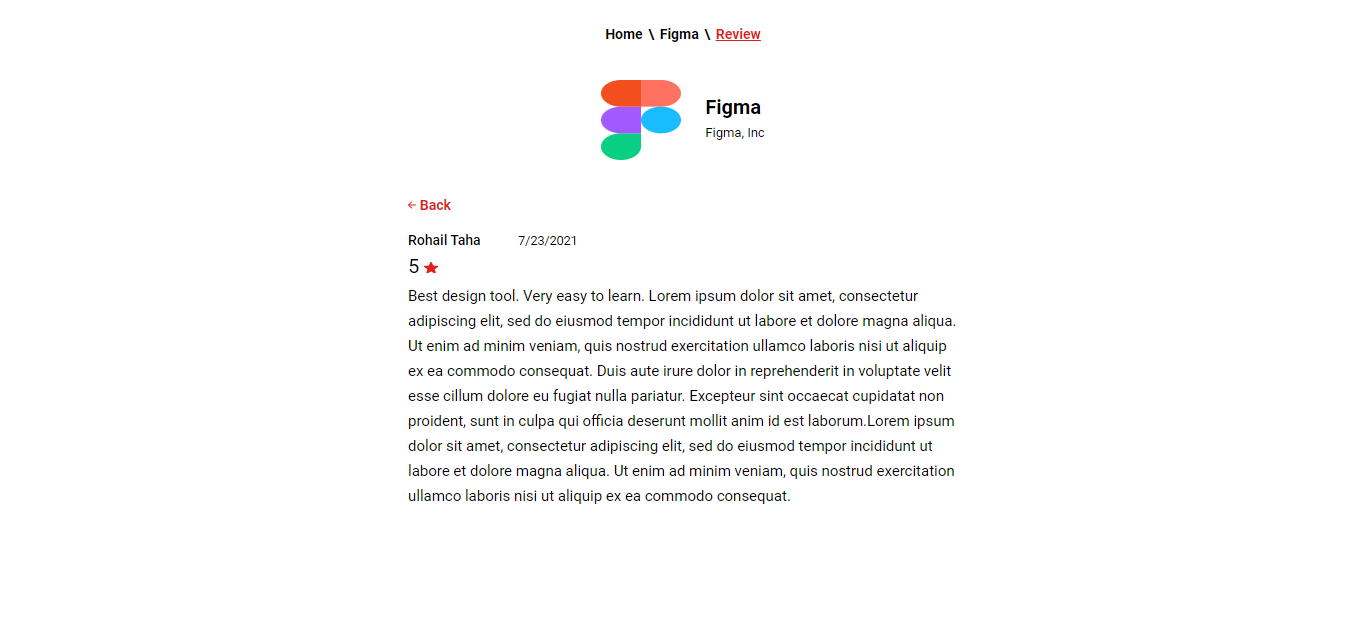 Home \ Figma \ Review
Figma
Figma, Inc
← Back
Rohail Taha 7/23/2021
5 ★
Best design tool. Very easy to learn. Lorem ipsum dolor sit amet, consectetur
adipiscing elit, sed do eiusmod tempor incididunt ut labore et dolore magna aliqua.
Ut enim ad minim veniam, quis nostrud exercitation ullamco laboris nisi ut aliquip
ex ea commodo consequat. Duis aute irure dolor in reprehenderit in voluptate velit
esse cillum dolore eu fugiat nulla pariatur. Excepteur sint occaecat cupidatat non
proident, sunt in culpa qui officia deserunt mollit anim id est laborum.Lorem ipsum
dolor sit amet, consectetur adipiscing elit, sed do eiusmod tempor incididunt ut
labore et dolore magna aliqua. Ut enim ad minim veniam, quis nostrud exercitation
ullamco laboris nisi ut aliquip ex ea commodo consequat.